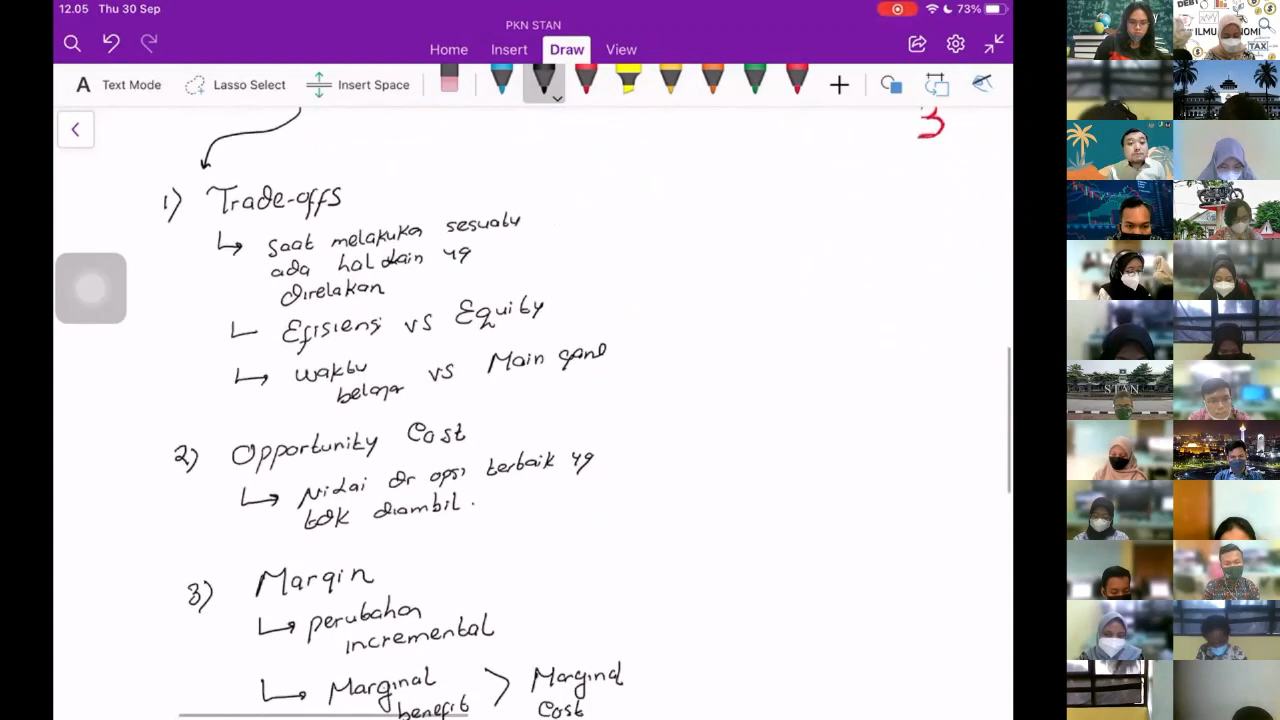 12.05 Thu 30 Sep
PKN STAN
73%
Home Insert Draw View
Text Mode Lasso Select Insert Space
3
1) Trade-offs
saat melakukan sesuatu
ada hal lain yg
direlakan
Efisiensi vs Equity
waktu belajar vs Main game
2) Opportunity Cost
Nilai dr opsi terbaik yg
tdk diambil.
3) Margin
perubahan
incremental
Marginal benefit > Marginal Cost
DEBT
ILMU
TAX
STAN